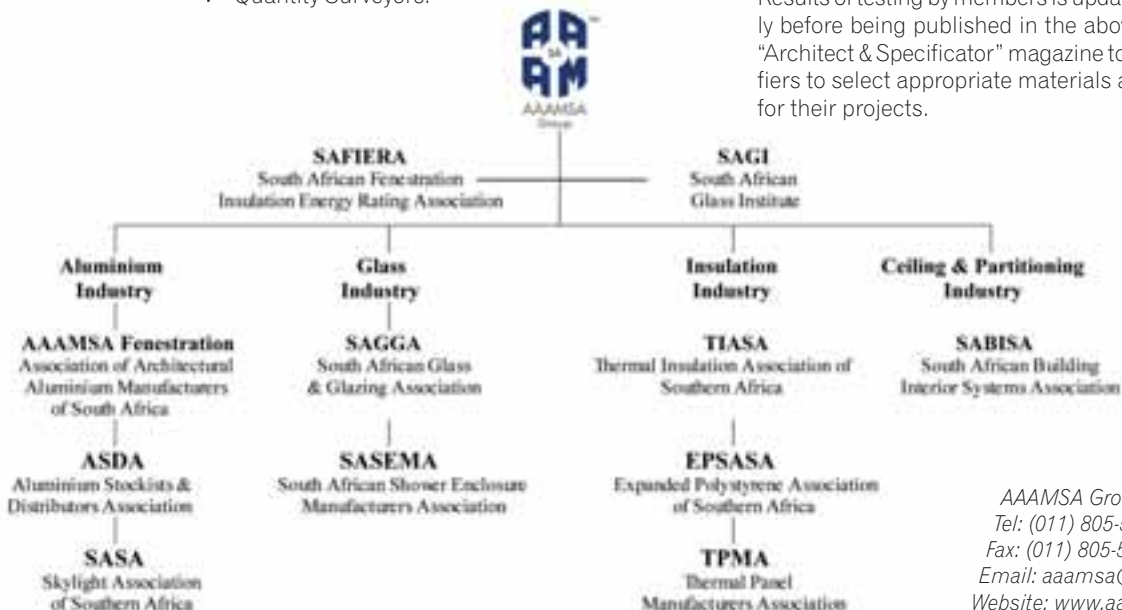 Quantity Surveyors.
Results of testing by members is upda
ly before being published in the abov
“Architect & Specificator” magazine to
fiers to select appropriate materials a
for their projects.
AA
SA
AM
TM
AAAMSA
Group
SAFIERA
South African Fenestration
Insulation Energy Rating Association
SAGI
South African
Glass Institute
Aluminium
Industry
Glass
Industry
Insulation
Industry
Ceiling & Partitioning
Industry
AAAMSA Fenestration
Association of Architectural
Aluminium Manufacturers
of South Africa
SAGGA
South African Glass
& Glazing Association
TIASA
Thermal Insulation Association of
Southern Africa
SABISA
South African Building
Interior Systems Association
ASDA
Aluminium Stockists &
Distributors Association
SASEMA
South African Shower Enclosure
Manufacturers Association
EPSASA
Expanded Polystyrene Association
of Southern Africa
SASA
Skylight Association
of Southern Africa
TPMA
Thermal Panel
Manufacturers Association
AAAMSA Gro
Tel: (011) 805-
Fax: (011) 805-5
Email: aaamsa@
Website: www.aa